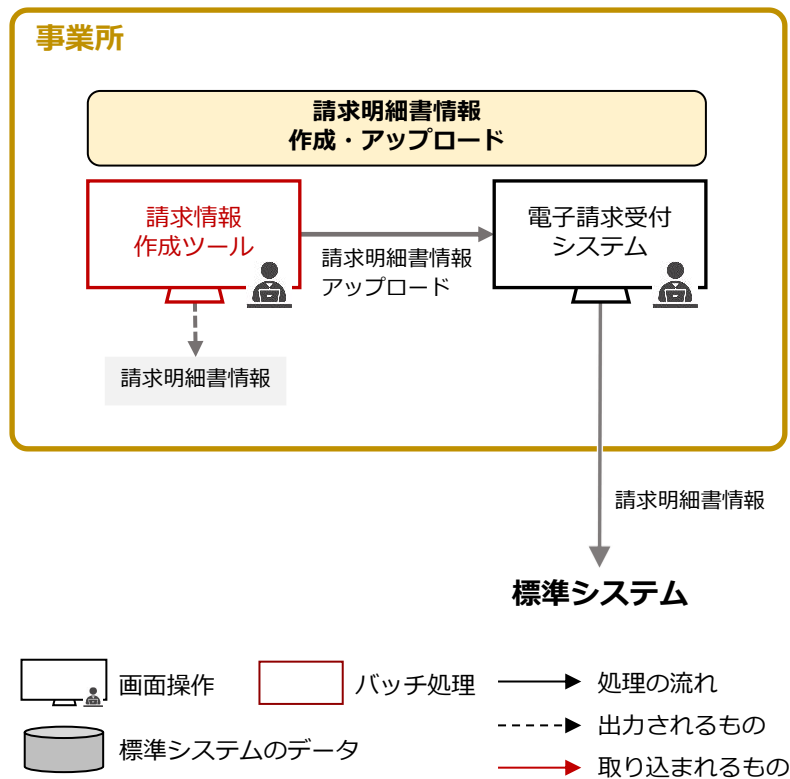 事業所
請求明細書情報
作成・アップロード
請求情報
作成ツール
電子請求受付
システム
請求明細書情報
アップロード
請求明細書情報
請求明細書情報
標準システム
画面操作
バッチ処理
処理の流れ
出力されるもの
標準システムのデータ
取り込まれるもの